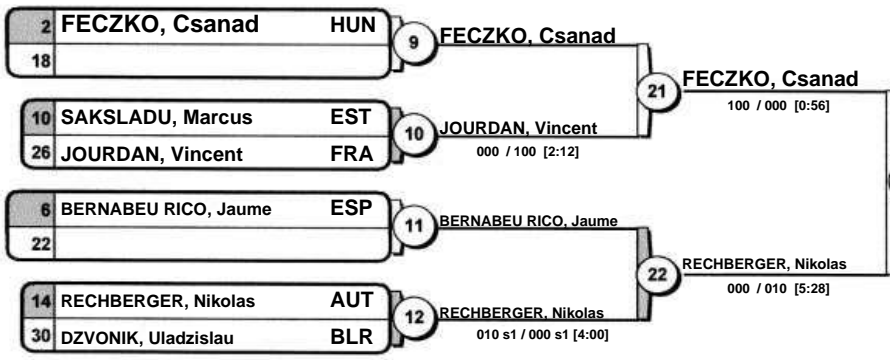 2 FECZKO, Csanad HUN
18
9
FECZKO, Csanad
10 SAKSLADU, Marcus EST
26 JOURDAN, Vincent FRA
10
JOURDAN, Vincent
000 / 100 [2:12]
21
FECZKO, Csanad
100 / 000 [0:56]
6 BERNABEU RICO, Jaume ESP
22
11
BERNABEU RICO, Jaume
14 RECHBERGER, Nikolas AUT
30 DZVONIK, Uladzislau BLR
12
RECHBERGER, Nikolas
010 s1 / 000 s1 [4:00]
22
RECHBERGER, Nikolas
000 / 010 [5:28]